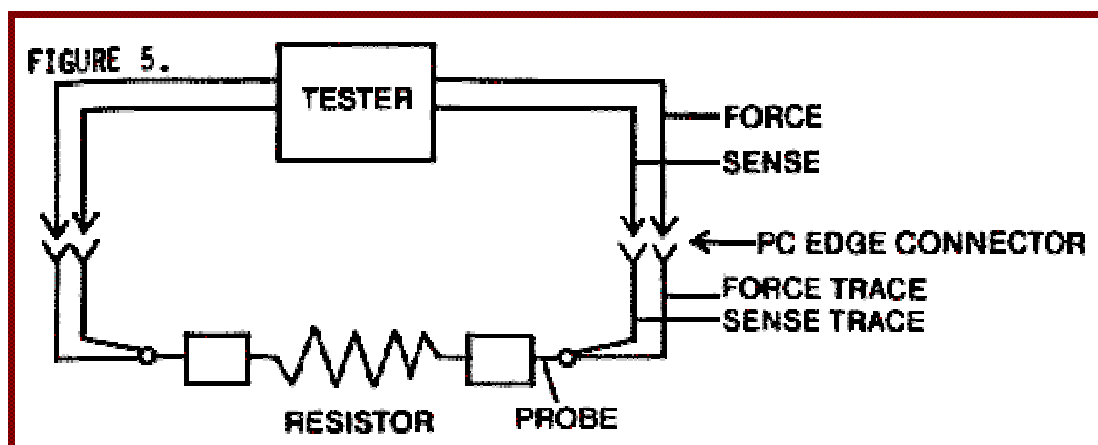 FIGURE 5.
TESTER
FORCE
SENSE
PC EDGE CONNECTOR
FORCE TRACE
SENSE TRACE
RESISTOR
PROBE